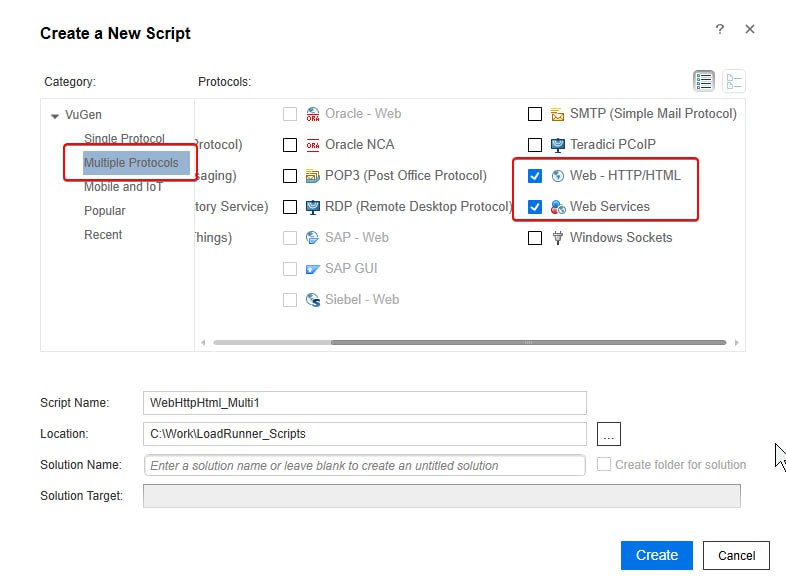 Create a New Script
?
Category:
Protocols:
VuGen
Single Protocol
Multiple Protocols
Mobile and IoT
Popular
Recent
rotocol)
saging)
tory Service)
hings)
Oracle - Web
ORA Oracle NCA
POP3 (Post Office Protocol)
RDP (Remote Desktop Protocol)
SAP - Web
SAP GUI
Siebel - Web
SMTP (Simple Mail Protocol)
Teradici PCoIP
Web - HTTP/HTML
Web Services
Windows Sockets
Script Name: WebHttpHtml_Multi1
Location: C:\Work\LoadRunner_Scripts ...
Solution Name: Enter a solution name or leave blank to create an untitled solution Create folder for solution
Solution Target:
Create Cancel